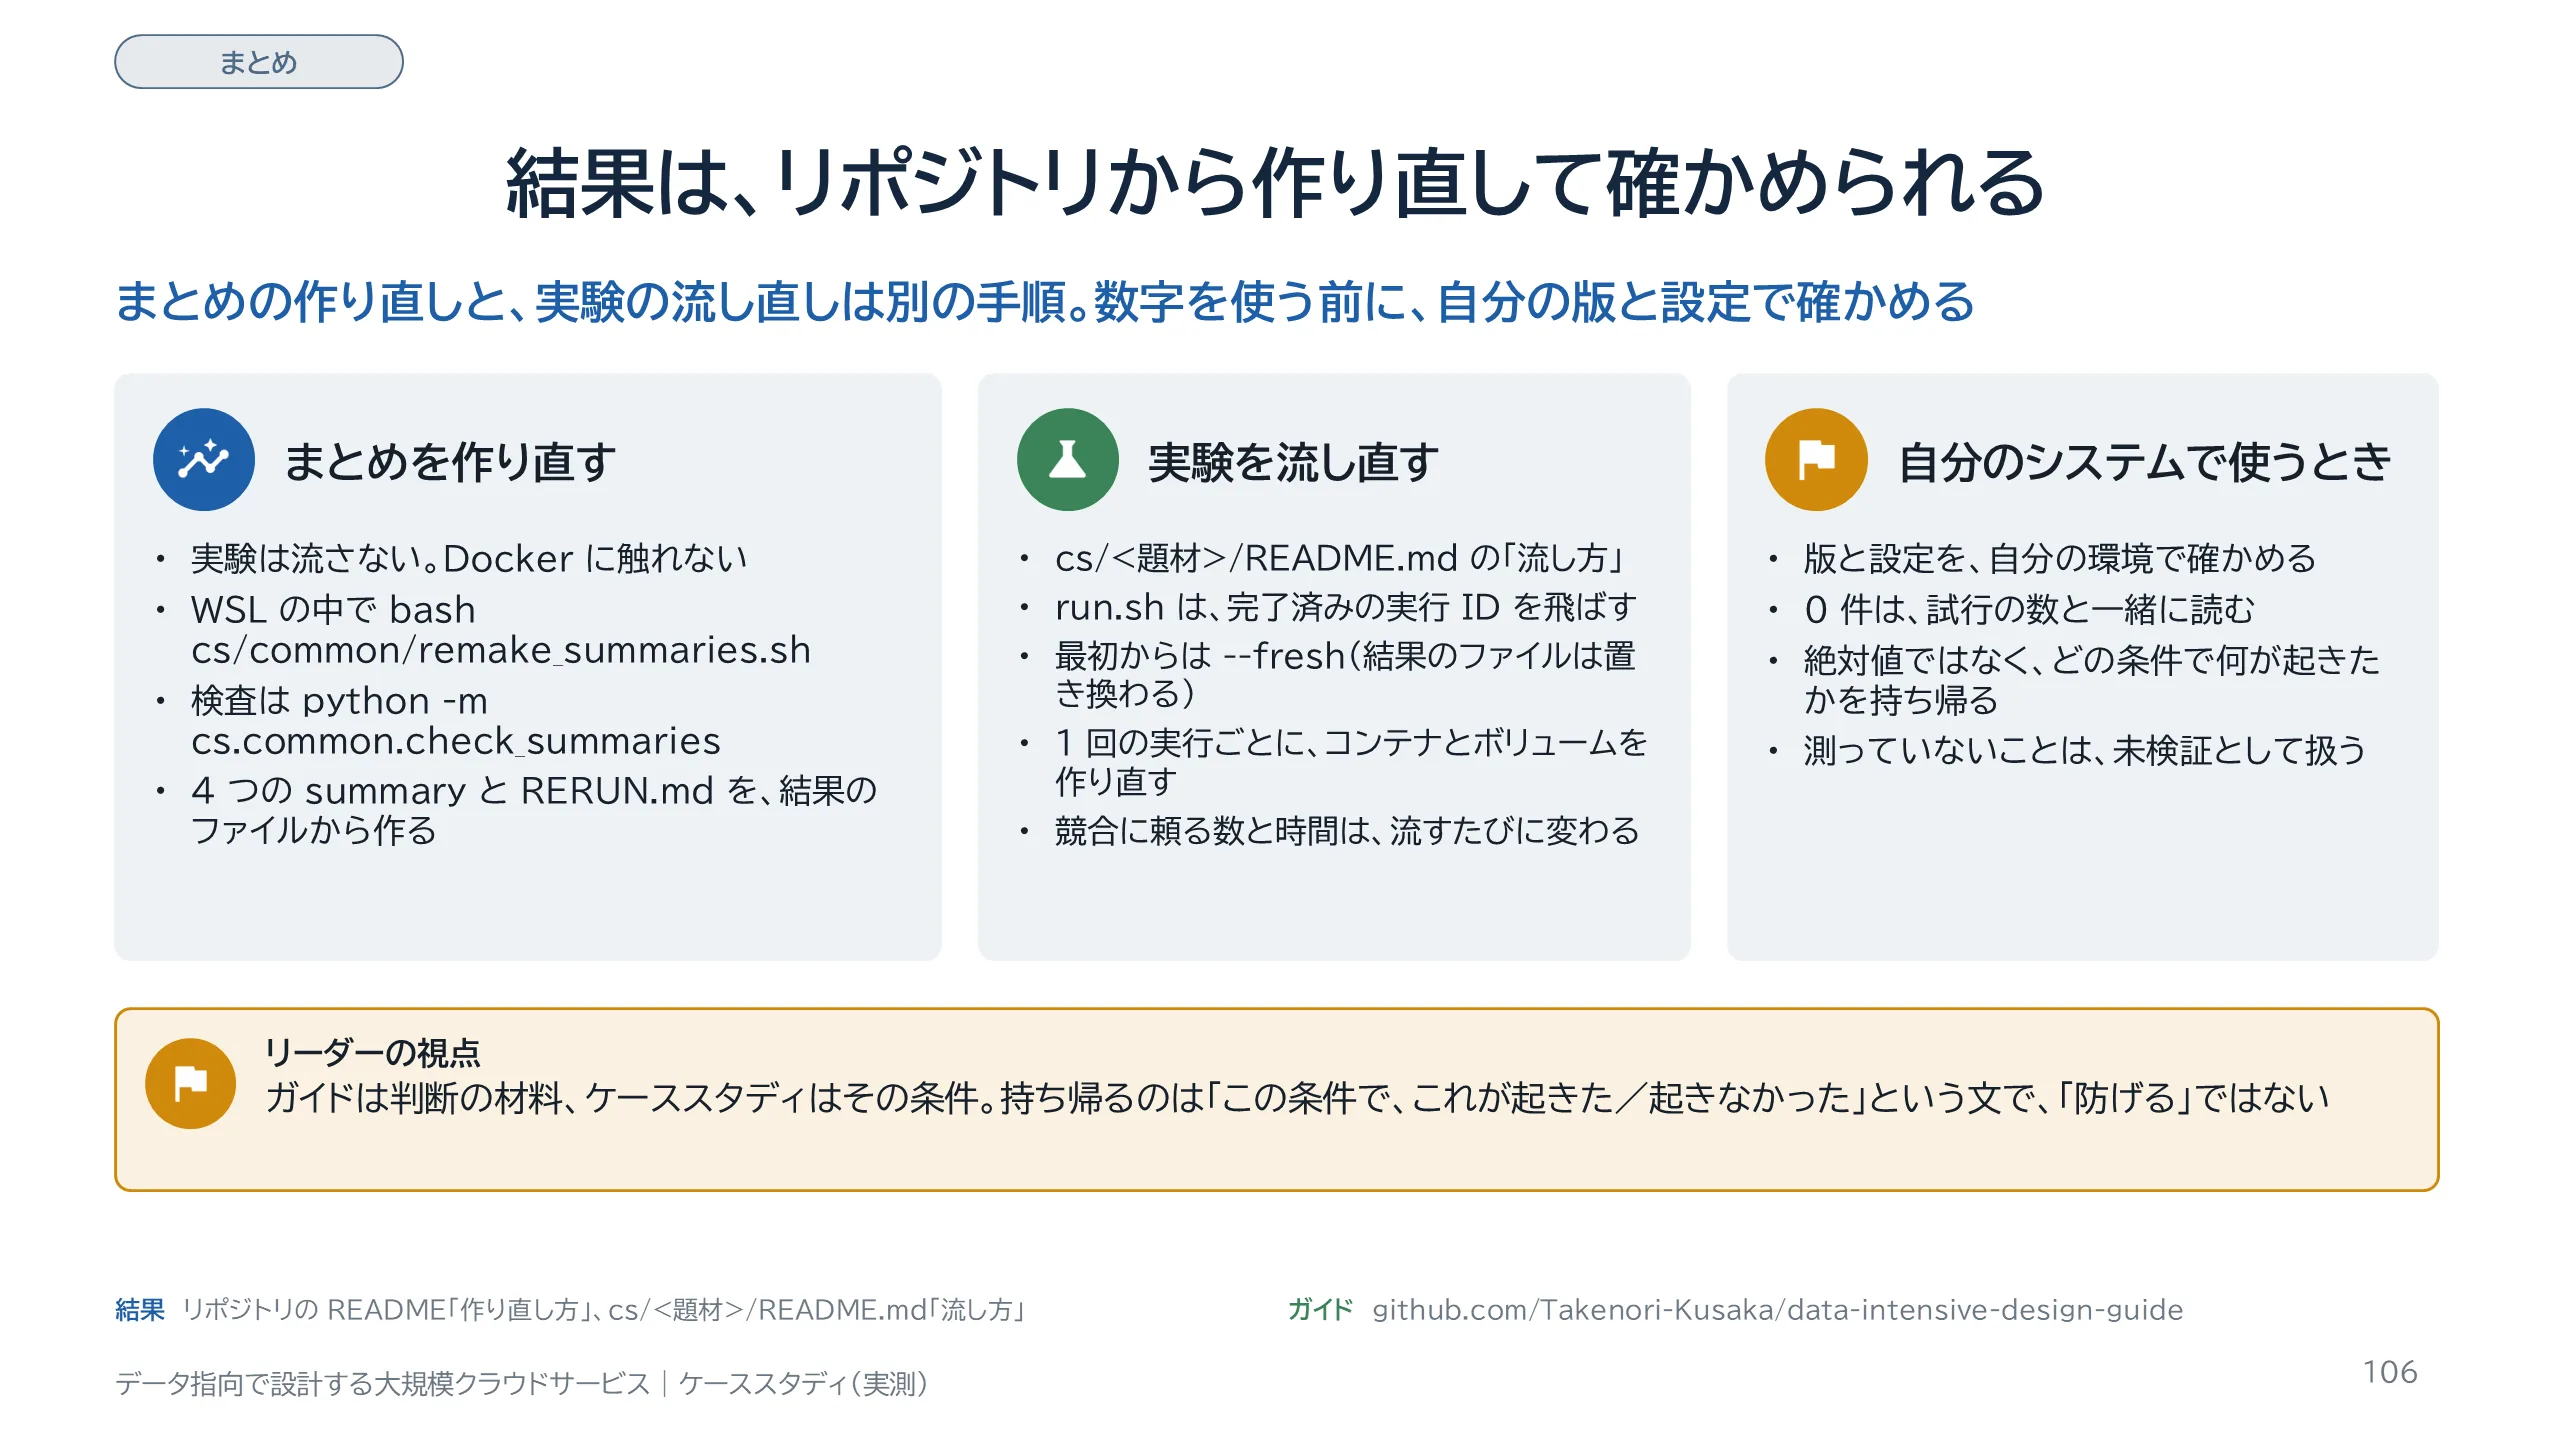 まとめ
結果は、リポジトリから作り直して確かめられる
まとめの作り直しと、実験の流し直しは別の手順。数字を使う前に、自分の版と設定で確かめる
まとめを作り直す
・ 実験は流さない。Docker に触れない
・ WSL の中で bash
cs/common/remake_summaries.sh
・ 検査は python -m
cs.common.check_summaries
・ 4 つの summary と RERUN.md を、結果の
ファイルから作る
実験を流し直す
・ cs/<題材>/README.md の「流し方」
・ run.sh は、完了済みの実行 ID を飛ばす
・ 最初からは --fresh（結果のファイルは置
き換わる）
・ 1 回の実行ごとに、コンテナとボリュームを
作り直す
・ 競合に頼る数と時間は、流すたびに変わる
自分のシステムで使うとき
・ 版と設定を、自分の環境で確かめる
・ 0 件は、試行の数と一緒に読む
・ 絶対値ではなく、どの条件で何が起きた
かを持ち帰る
・ 測っていないことは、未検証として扱う
リーダーの視点
ガイドは判断の材料、ケーススタディはその条件。持ち帰るのは「この条件で、これが起きた／起きなかった」という文で、「防げる」ではない
結果 リポジトリの README「作り直し方」、cs/<題材>/README.md「流し方」
ガイド github.com/Takenori-Kusaka/data-intensive-design-guide
データ指向で設計する大規模クラウドサービス｜ケーススタディ（実測）
106